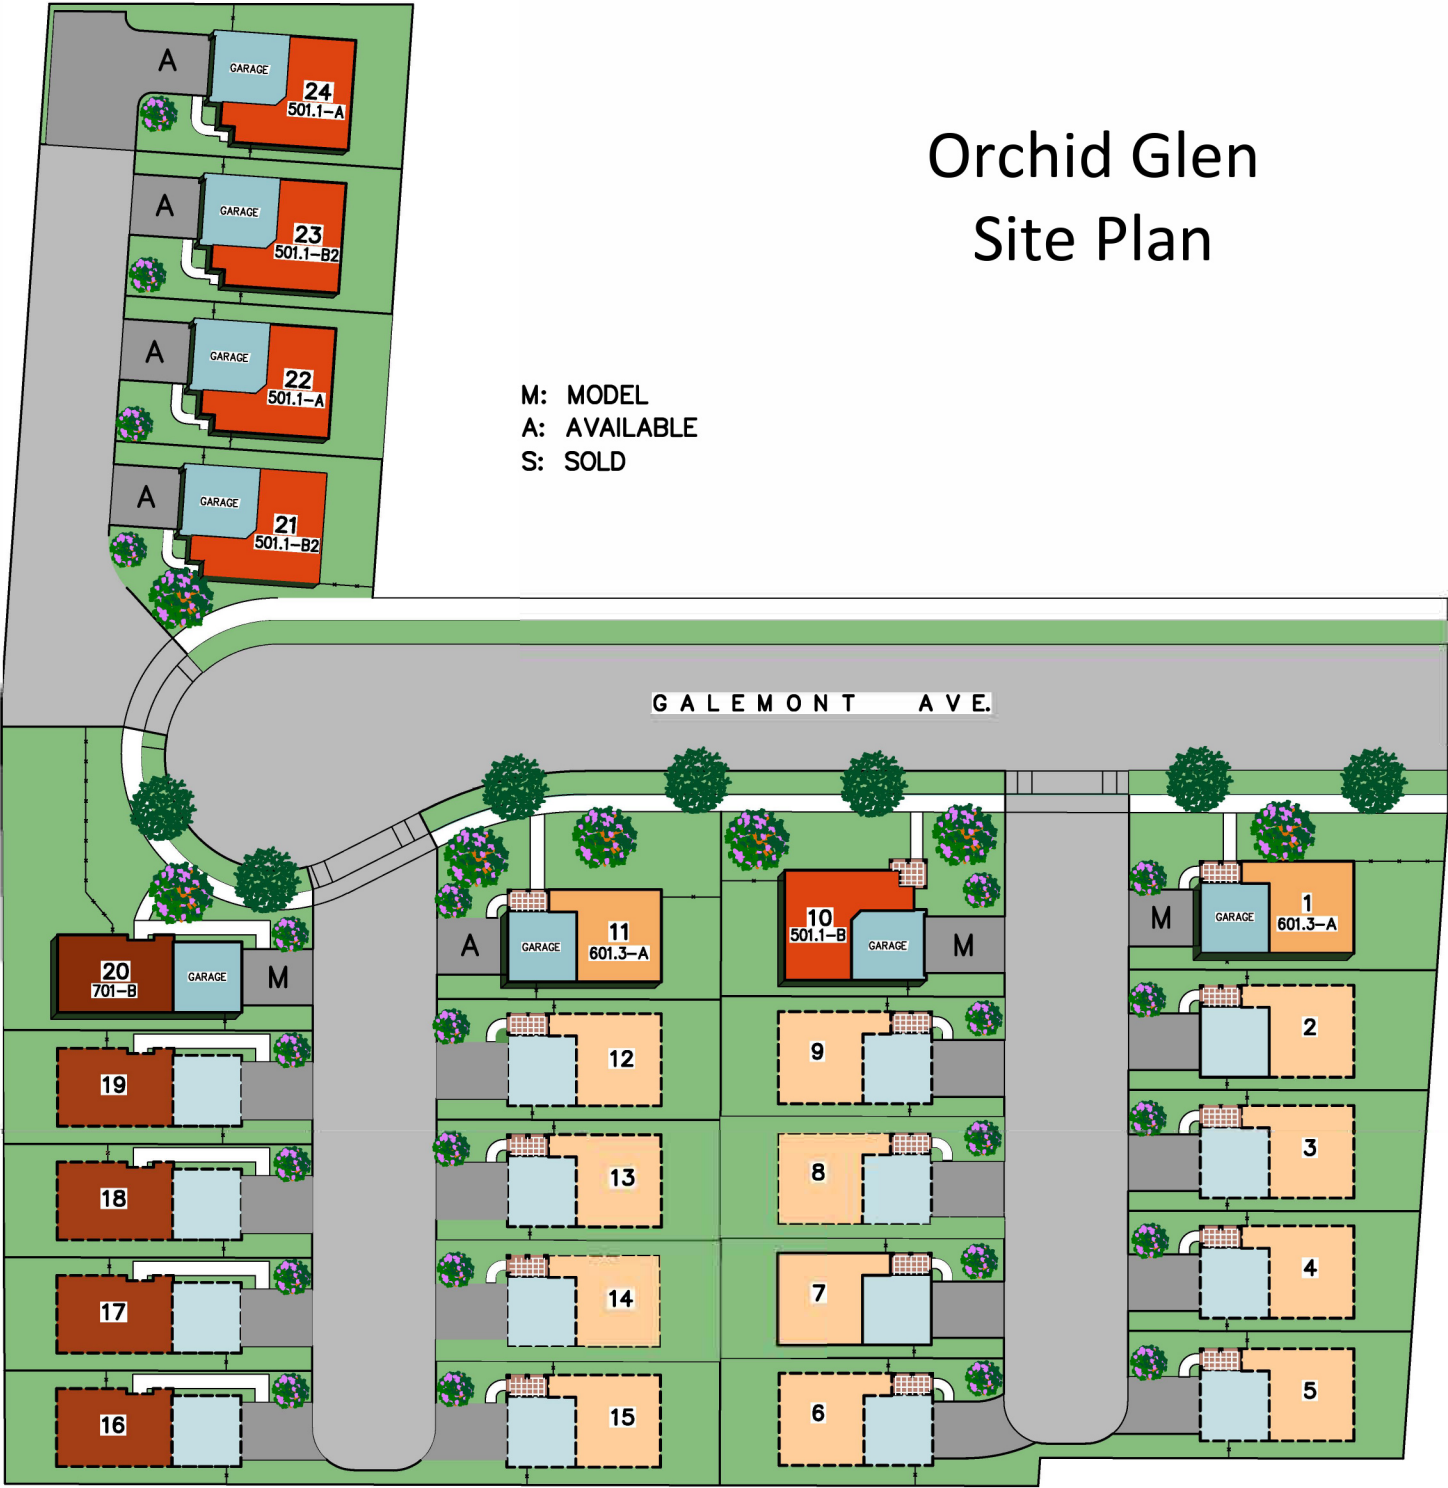 Orchid Glen
Site Plan
A
GARAGE
24
501.1-A
A
GARAGE
23
501.1-B2
A
GARAGE
22
501.1-A
A
GARAGE
21
501.1-B2
M: MODEL
A: AVAILABLE
S: SOLD
GALEMONT AVE.
20
701-B
GARAGE
M
A
GARAGE
11
601.3-A
10
501.1-B
GARAGE
M
M
GARAGE
1
601.3-A
19
12
9
2
18
13
8
3
17
14
7
4
16
15
6
5